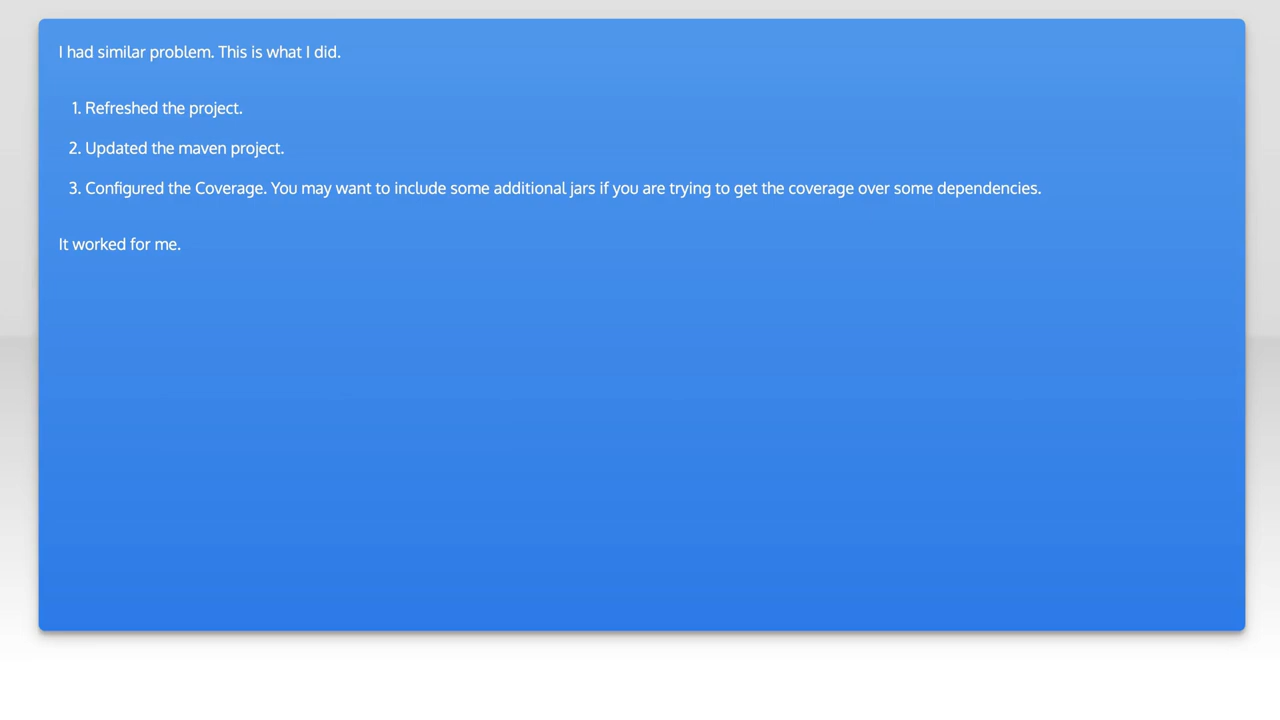 I had similar problem. This is what I did.
1. Refreshed the project.
2. Updated the maven project.
3. Configured the Coverage. You may want to include some additional jars if you are trying to get the coverage over some dependencies.
It worked for me.